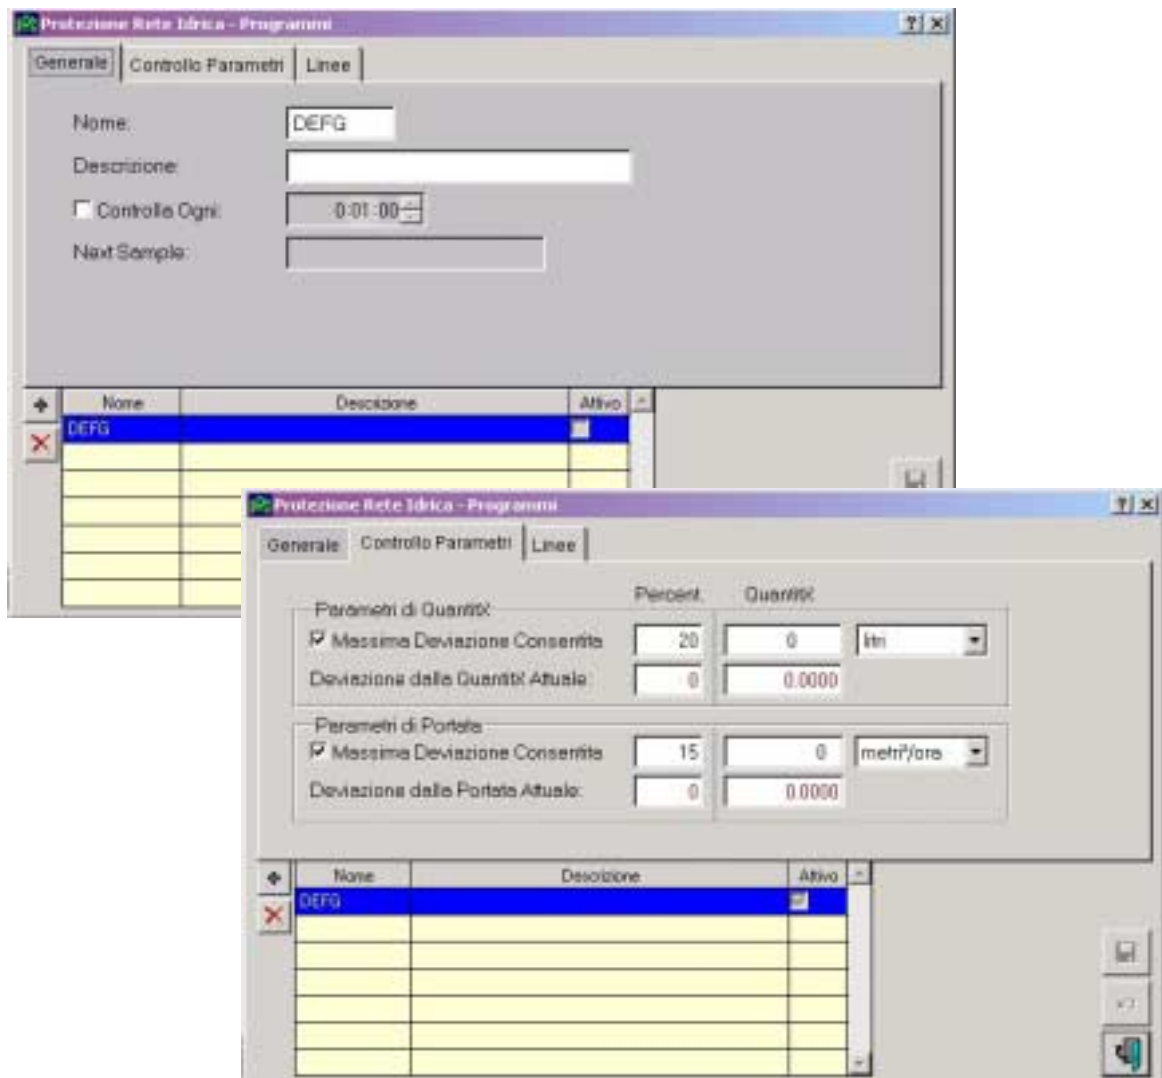 Protezione Rete Idrica - Programmi
Generale Controllo Parametri Linee
Nome: DEFG
Descrizione:
Controlla Ogni: 0:01:00
Next Sample:
Nome Descrizione Attivo
DEFG
Protezione Rete Idrica - Programmi
Generale Controllo Parametri Linee
Percent. Quantità
Parametri di Quantità
Massima Deviazione Consentita 20 0 litri
Deviazione dalla Quantità Attuale: 0 0.0000
Parametri di Portata
Massima Deviazione Consentita 15 0 metri³/ora
Deviazione dalla Portata Attuale: 0 0.0000
Nome Descrizione Attivo
DEFG